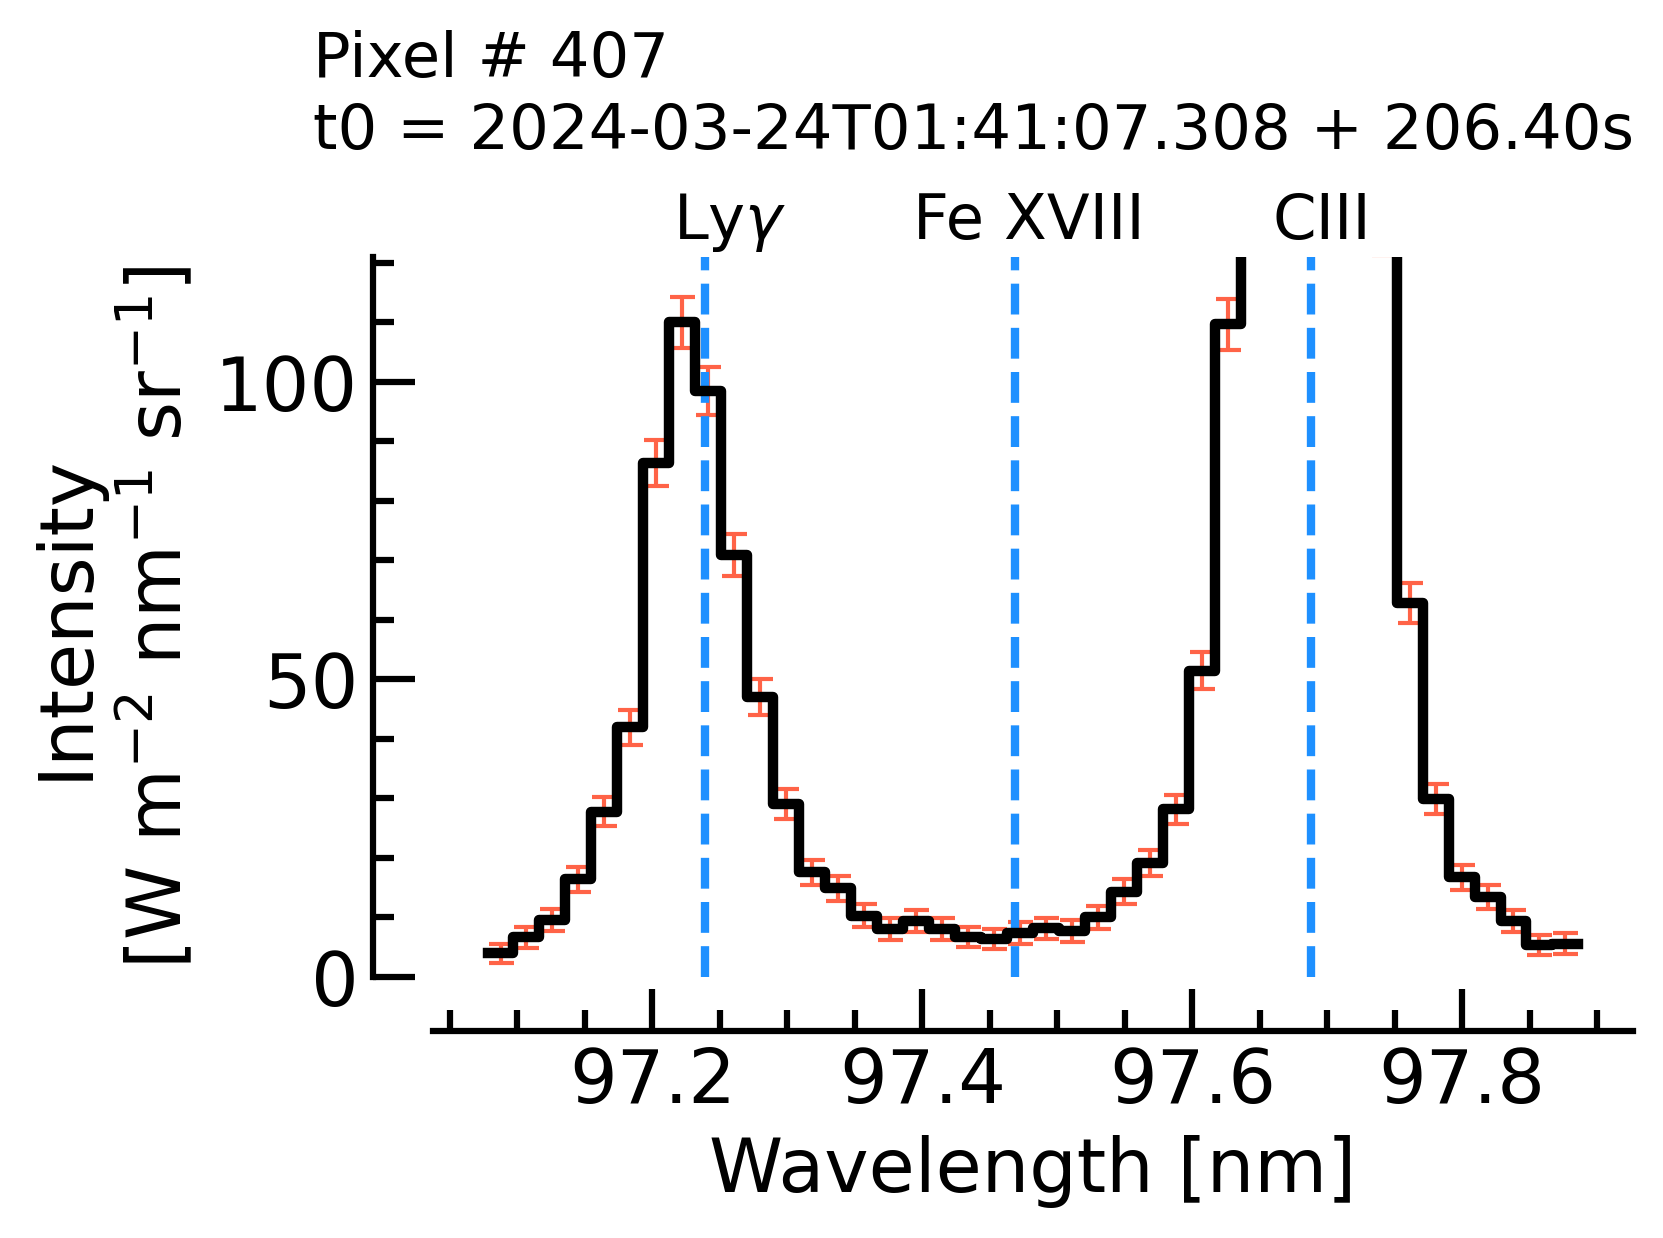 Pixel # 407
t0 = 2024-03-24T01:41:07.308 + 206.40s
Lyγ Fe XVIII CIII
Intensity
[W m⁻² nm⁻¹ sr⁻¹]
100
50
0
97.2 97.4 97.6 97.8
Wavelength [nm]